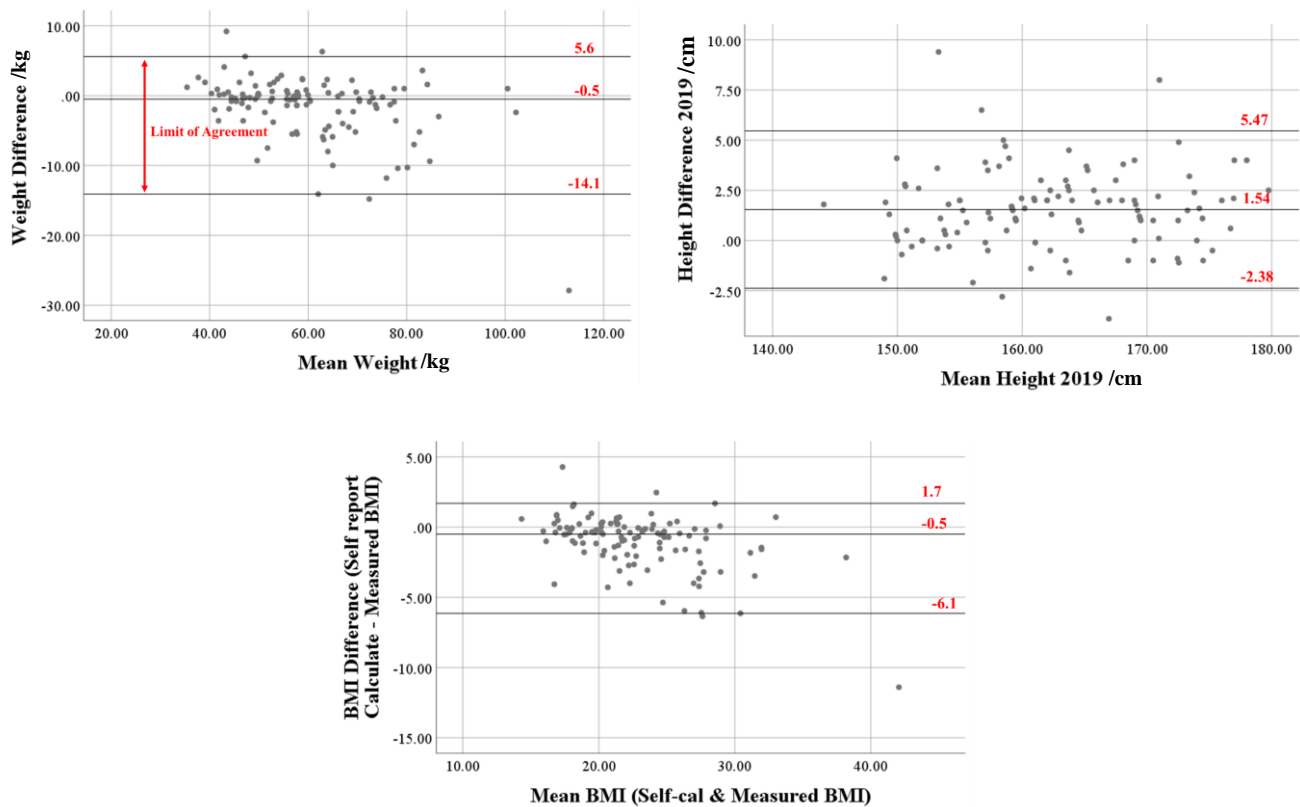 10.00
.00
-10.00
-20.00
-30.00
Weight Difference /kg
5.6
-0.5
-14.1
Limit of Agreement
20.00 40.00 60.00 80.00 100.00 120.00
Mean Weight /kg
10.00
7.50
5.00
2.50
.00
-2.50
Height Difference 2019 /cm
5.47
1.54
-2.38
140.00 150.00 160.00 170.00 180.00
Mean Height 2019 /cm
5.00
.00
-5.00
-10.00
-15.00
BMI Difference (Self report
Calculate - Measured BMI)
1.7
-0.5
-6.1
10.00 20.00 30.00 40.00
Mean BMI (Self-cal & Measured BMI)